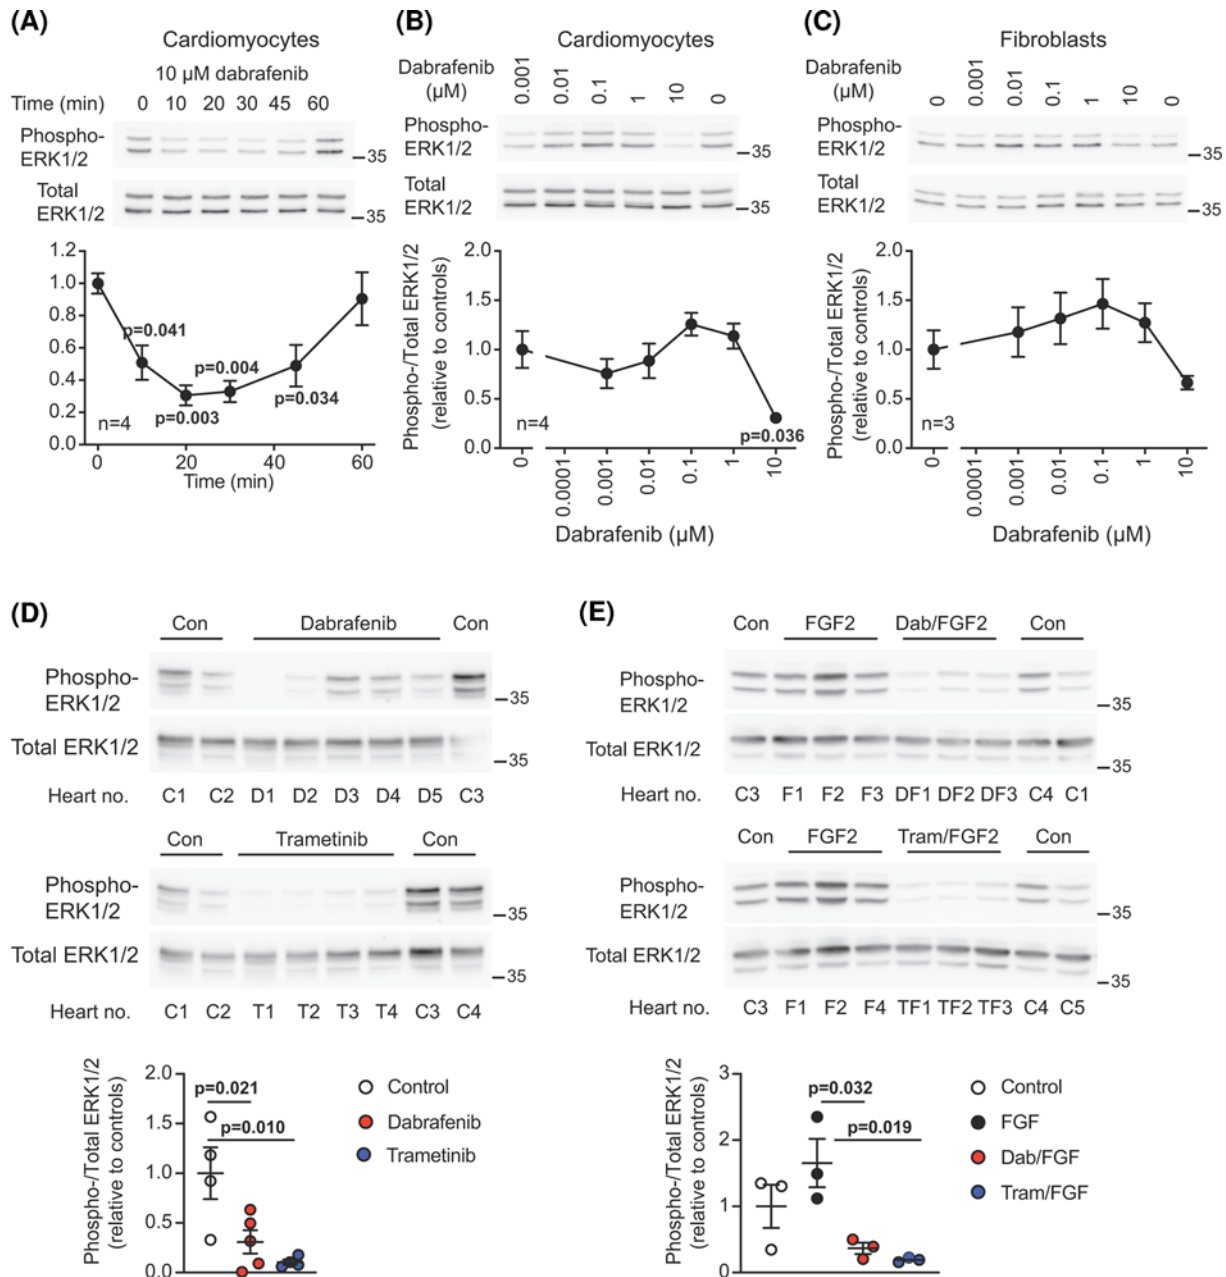 (A)
Cardiomyocytes
10 µM dabrafenib
Time (min) 0 10 20 30 45 60
Phospho-
ERK1/2
35
Total
ERK1/2
35
1.2
1.0
0.8
0.6
0.4
0.2
0.0
p=0.041
p=0.004
p=0.003
p=0.034
n=4
0 20 40 60
Time (min)
(B)
Cardiomyocytes
Dabrafenib
(µM)
0.001 0.01 0.1 1 10 0
Phospho-
ERK1/2
35
Total
ERK1/2
35
Phospho-/Total ERK1/2
(relative to controls)
2.0
1.5
1.0
0.5
0.0
n=4
p=0.036
0 0.0001 0.001 0.01 0.1 1 10
Dabrafenib (µM)
(C)
Fibroblasts
Dabrafenib
(µM)
0 0.001 0.01 0.1 1 10 0
Phospho-
ERK1/2
35
Total
ERK1/2
35
Phospho-/Total ERK1/2
(relative to controls)
2.0
1.5
1.0
0.5
0.0
n=3
0 0.0001 0.001 0.01 0.1 1 10
Dabrafenib (µM)
(D)
Con Dabrafenib Con
Phospho-
ERK1/2
35
Total ERK1/2
35
Heart no. C1 C2 D1 D2 D3 D4 D5 C3
Con Trametinib Con
Phospho-
ERK1/2
35
Total ERK1/2
35
Heart no. C1 C2 T1 T2 T3 T4 C3 C4
Phospho-/Total ERK1/2
(relative to controls)
2.0
1.5
1.0
0.5
0.0
p=0.021
p=0.010
Control
Dabrafenib
Trametinib
(E)
Con FGF2 Dab/FGF2 Con
Phospho-
ERK1/2
35
Total ERK1/2
35
Heart no. C3 F1 F2 F3 DF1 DF2 DF3 C4 C1
Con FGF2 Tram/FGF2 Con
Phospho-
ERK1/2
35
Total ERK1/2
35
Heart no. C3 F1 F2 F4 TF1 TF2 TF3 C4 C5
Phospho-/Total ERK1/2
(relative to controls)
3
2
1
0
p=0.032
p=0.019
Control
FGF
Dab/FGF
Tram/FGF